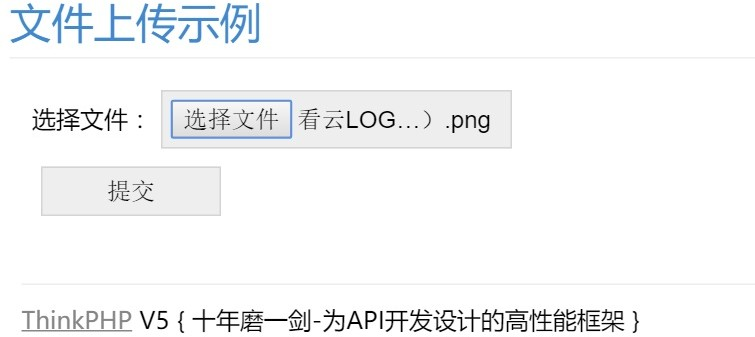 文件上传示例
选择文件： 选择文件 看云LOG...）.png
提交
ThinkPHP V5 { 十年磨一剑-为API开发设计的高性能框架 }